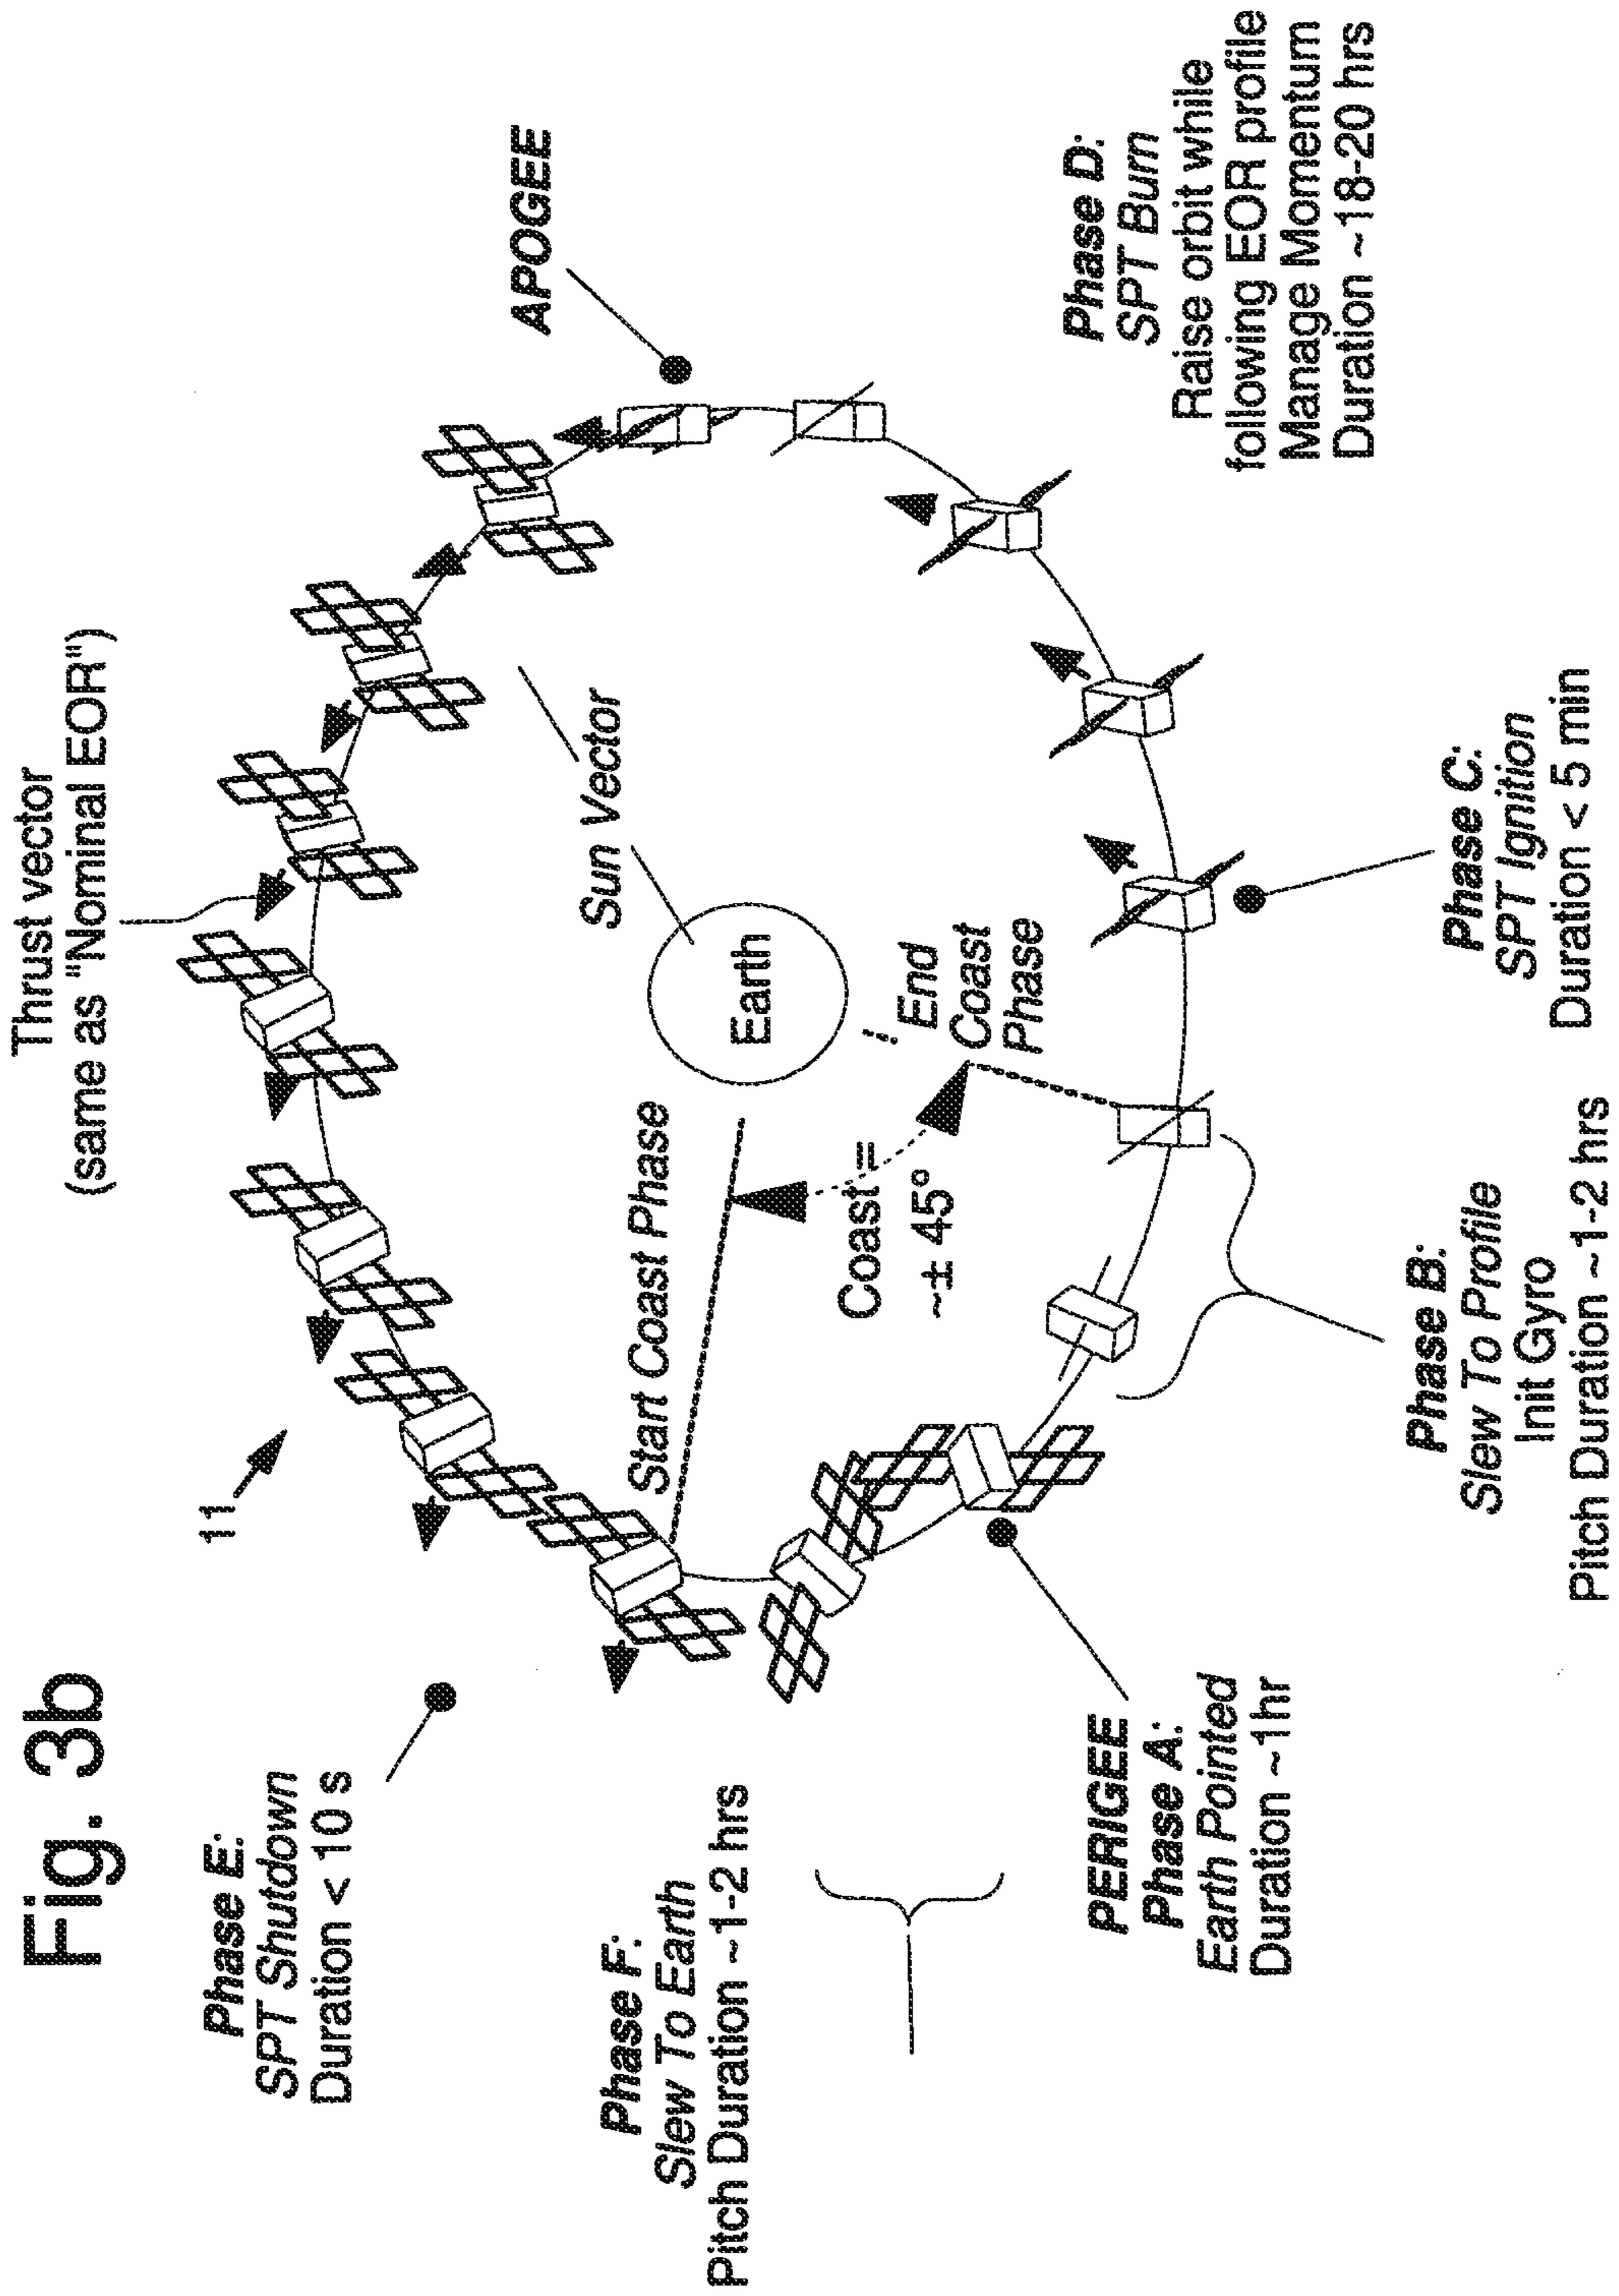 Fig. 3b
Thrust vector
(same as "Nominal EOR")
11
Phase E:
SPT Shutdown
Duration < 10 s
APOGEE
Sun Vector
Start Coast Phase
Earth
Phase F:
Slew To Earth
Pitch Duration ~1-2 hrs
Coast =
~± 45°
End
Coast
Phase
PERIGEE
Phase A:
Earth Pointed
Duration ~1hr
Phase D:
SPT Burn
Raise orbit while
following EOR profile
Manage Momentum
Duration ~18-20 hrs
Phase B:
Slew To Profile
Init Gyro
Pitch Duration ~1-2 hrs
Phase C:
SPT Ignition
Duration < 5 min